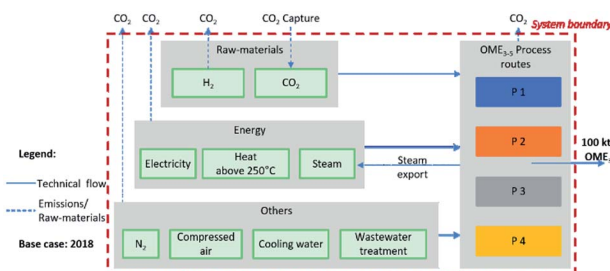 CO2 CO2 CO2 CO2 Capture CO2
System boundary
Raw-materials
H2 CO2
OME3-5 Process
routes
P 1
Energy
Electricity
Heat
above 250°C
Steam
Steam
export
P 2
100 kt
OME
Legend:
Technical flow
Emissions/
Raw-materials
Base case: 2018
P 3
Others
N2
Compressed
air
Cooling water
Wastewater
treatment
P 4